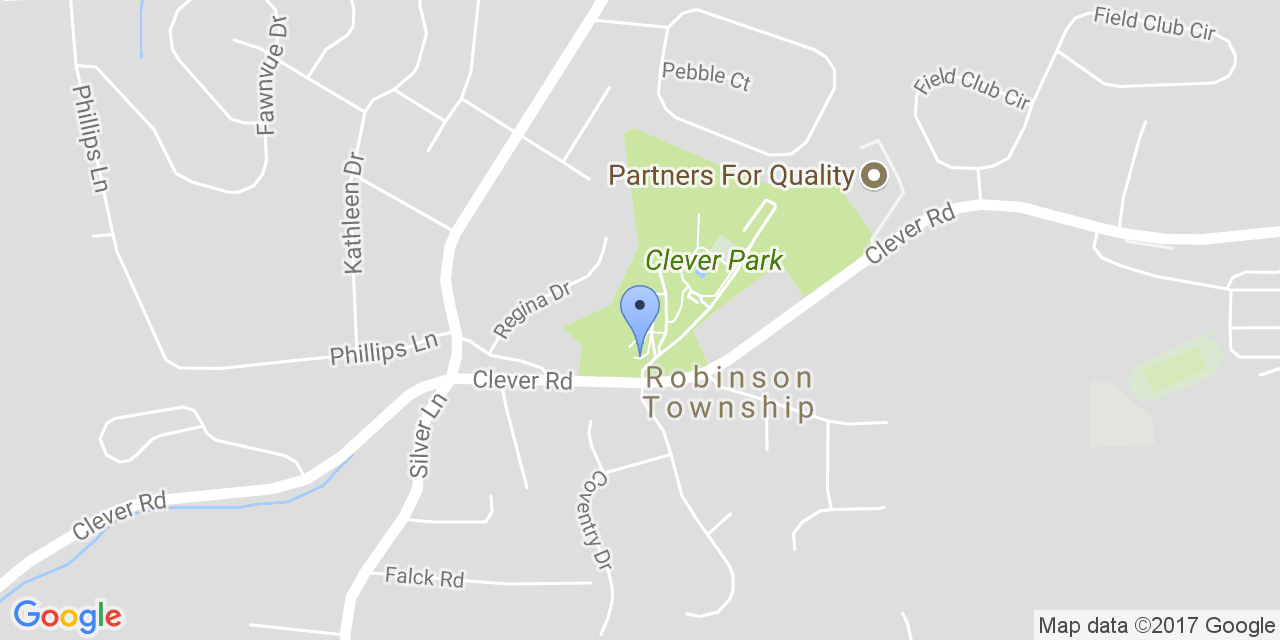 Field Club Cir
Fawnvue Dr
Pebble Ct
Field Club Cir
Phillips Ln
Partners For Quality
Kathleen Dr
Clever Rd
Clever Park
Regina Dr
Phillips Ln
Clever Rd
Robinson
Township
Silver Ln
Clever Rd
Coventry Dr
Falck Rd
Google
Map data ©2017 Google